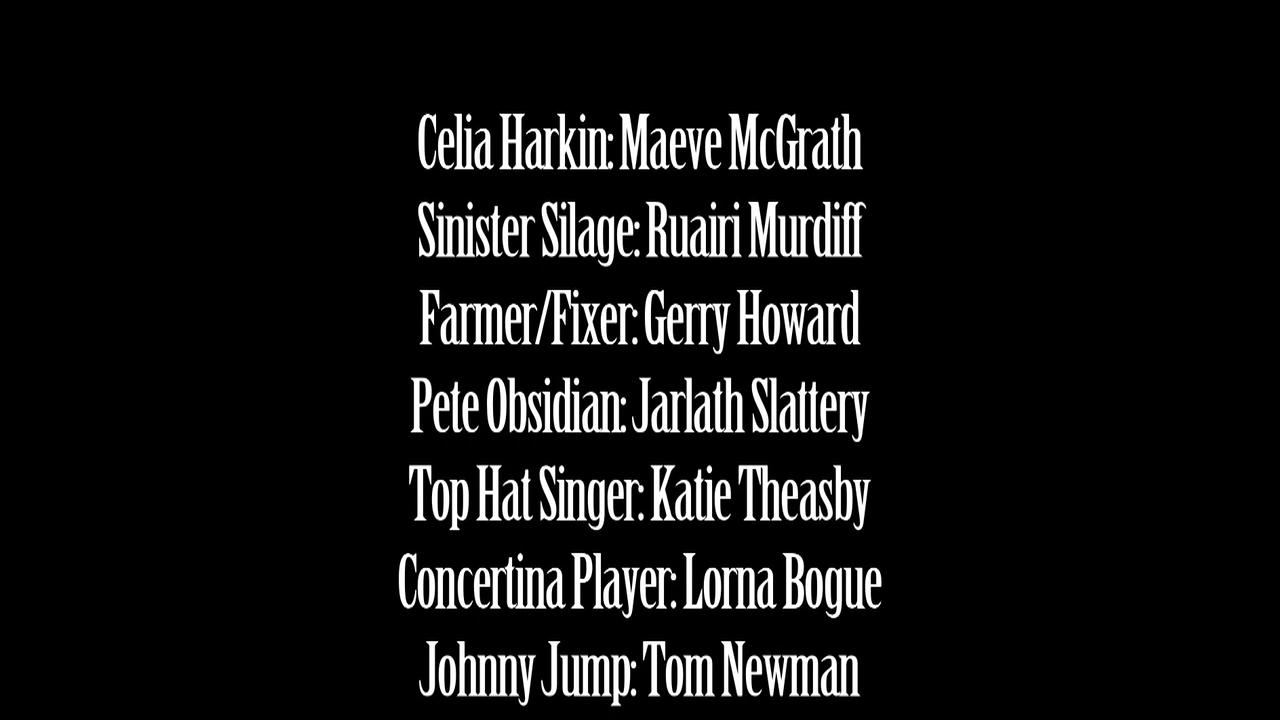 Celia Harkin: Maeve McGrath
Sinister Silage: Ruairi Murdiff
Farmer/Fixer: Gerry Howard
Pete Obsidian: Jarlath Slattery
Top Hat Singer: Katie Theasby
Concertina Player: Lorna Bogue
Johnny Jump: Tom Newman